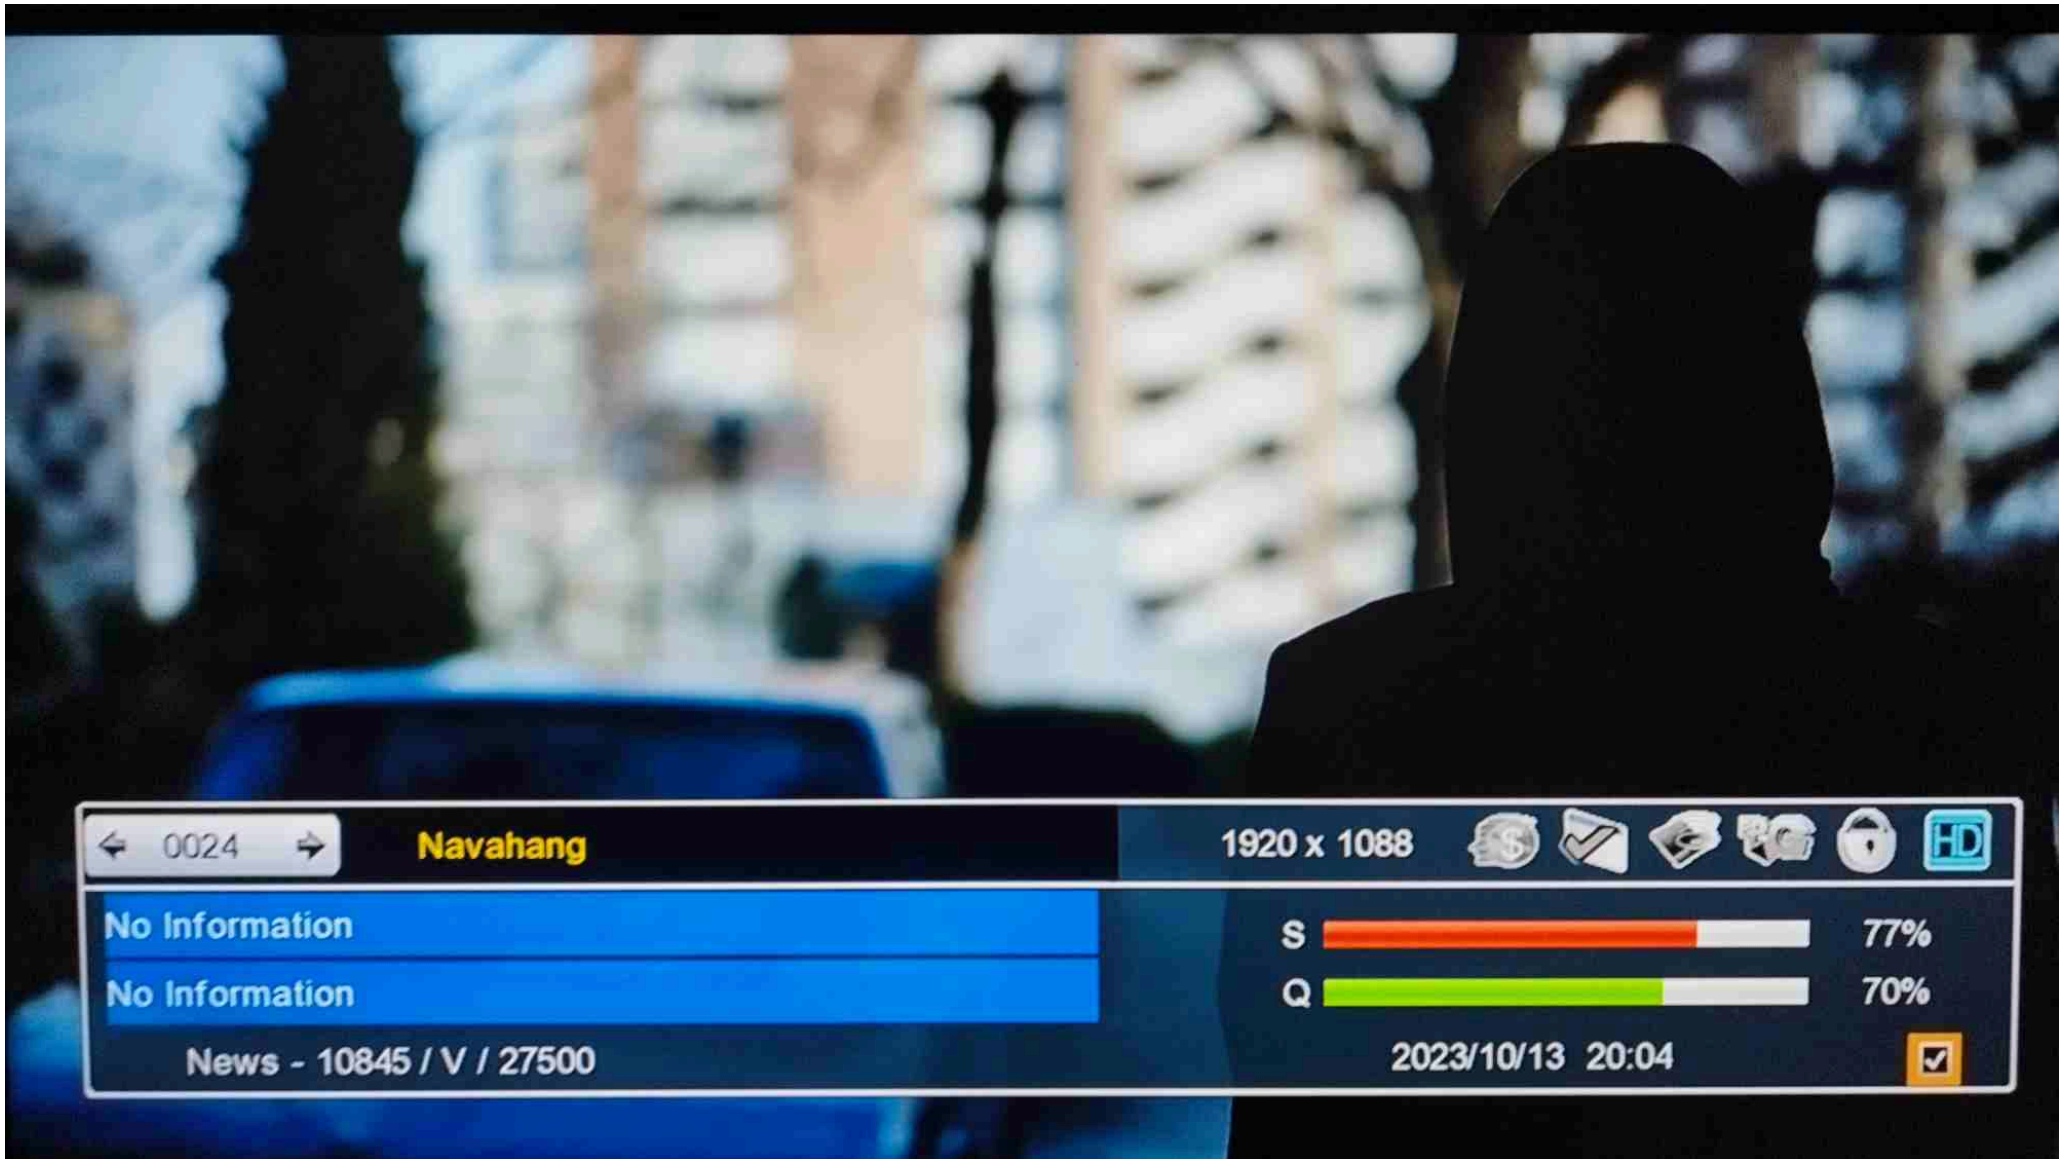 0024 Navahang 1920 x 1088 HD
No Information
S 77%
No Information
Q 70%
News - 10845 / V / 27500 2023/10/13 20:04